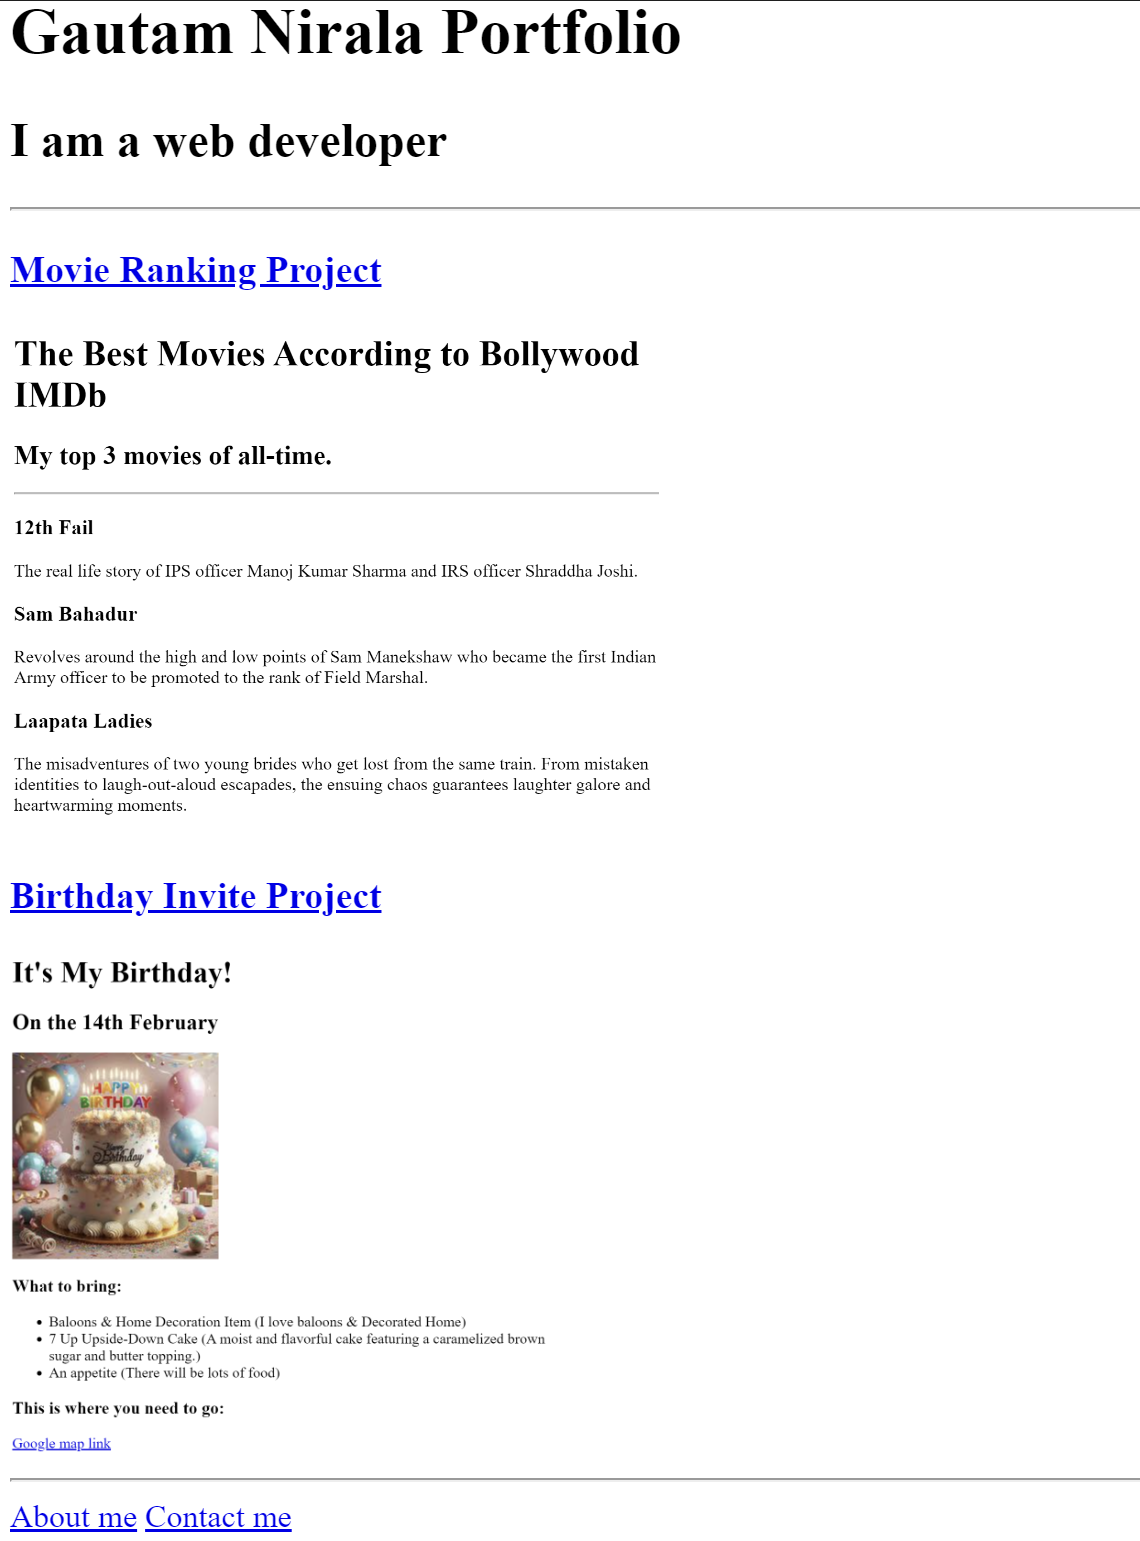 Gautam Nirala Portfolio
I am a web developer
Movie Ranking Project
The Best Movies According to Bollywood
IMDb
My top 3 movies of all-time.
12th Fail
The real life story of IPS officer Manoj Kumar Sharma and IRS officer Shraddha Joshi.
Sam Bahadur
Revolves around the high and low points of Sam Manekshaw who became the first Indian
Army officer to be promoted to the rank of Field Marshal.
Laapata Ladies
The misadventures of two young brides who get lost from the same train. From mistaken
identities to laugh-out-aloud escapades, the ensuing chaos guarantees laughter galore and
heartwarming moments.
Birthday Invite Project
It's My Birthday!
On the 14th February
HAPPY
BIRTHDAY
Birthday
What to bring:
• Baloons & Home Decoration Item (I love baloons & Decorated Home)
• 7 Up Upside-Down Cake (A moist and flavorful cake featuring a caramelized brown
sugar and butter topping.)
• An appetite (There will be lots of food)
This is where you need to go:
Google map link
About me Contact me